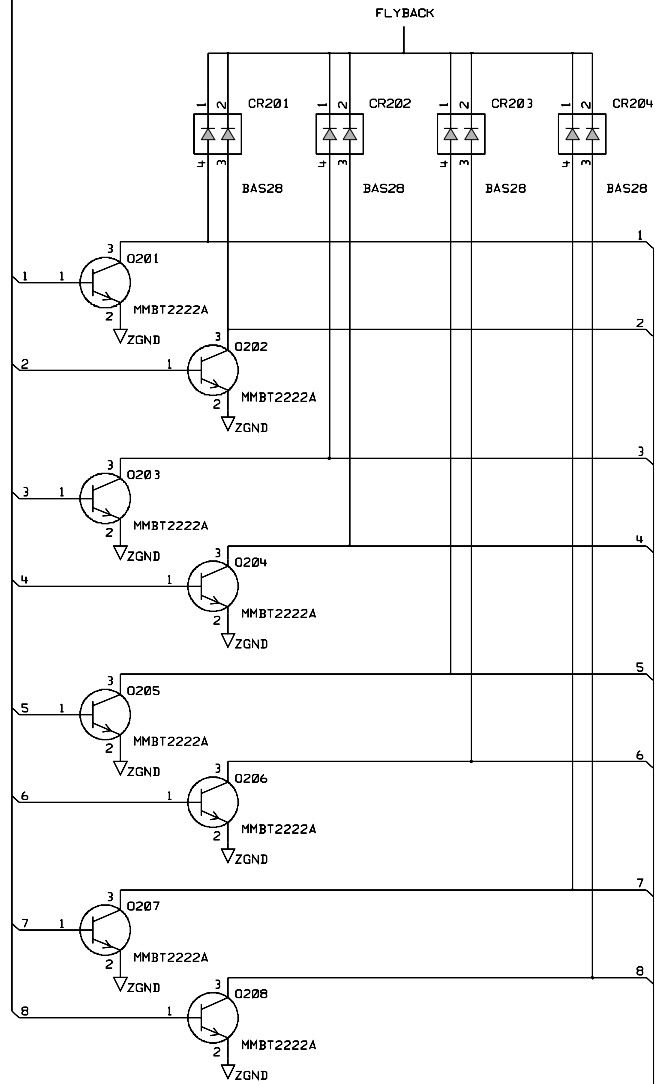 FLYBACK
1 2 CR201 1 2 CR202 1 2 CR203 1 2 CR204
4 3 4 3 4 3 4 3
BAS28 BAS28 BAS28 BAS28
1
3 Q201
1 1
MMBT2222A
2
ZGND
2
3 Q202
2 1
MMBT2222A
2
ZGND
3
3 Q203
3 1
MMBT2222A
2
ZGND
4
3 Q204
4 1
MMBT2222A
2
ZGND
5
3 Q205
5 1
MMBT2222A
2
ZGND
6
3 Q206
6 1
MMBT2222A
2
ZGND
7
3 Q207
7 1
MMBT2222A
2
ZGND
8
3 Q208
8 1
MMBT2222A
2
ZGND